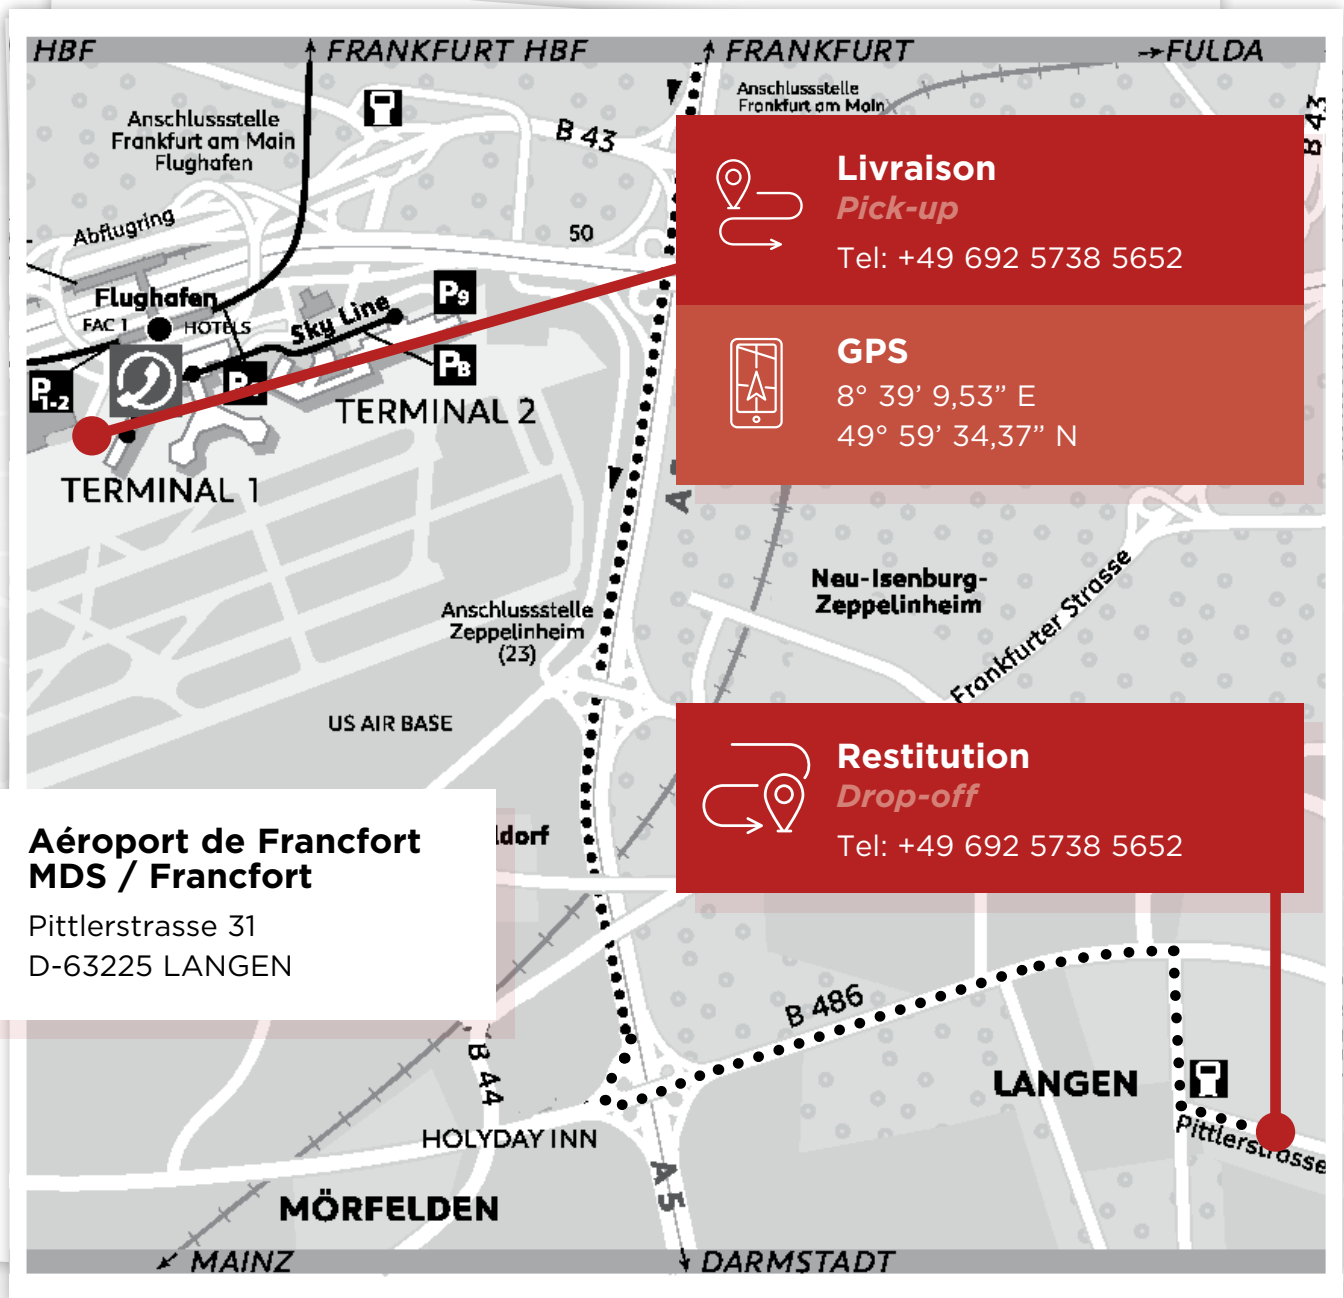 HBF
FRANKFURT HBF
FRANKFURT
FULDA
Anschlussstelle
Frankfurt am Main
Flughafen
B 43
Anschlussstelle
Frankfurt am Main
B 43
Livraison
Pick-up
Tel: +49 692 5738 5652
GPS
8° 39’ 9,53” E
49° 59’ 34,37” N
Abflugring
50
Flughafen
FAC 1
HOTELS
Sky Line
P9
P8
P1-2
TERMINAL 2
TERMINAL 1
Neu-Isenburg-
Zeppelinheim
Frankfurter Strasse
Anschlussstelle
Zeppelinheim
(23)
US AIR BASE
Restitution
Drop-off
Tel: +49 692 5738 5652
Aéroport de Francfort
MDS / Francfort
Pittlerstrasse 31
D-63225 LANGEN
ldorf
B 486
B 44
LANGEN
Pittlerstrasse
HOLYDAY INN
A 5
MÖRFELDEN
MAINZ
DARMSTADT